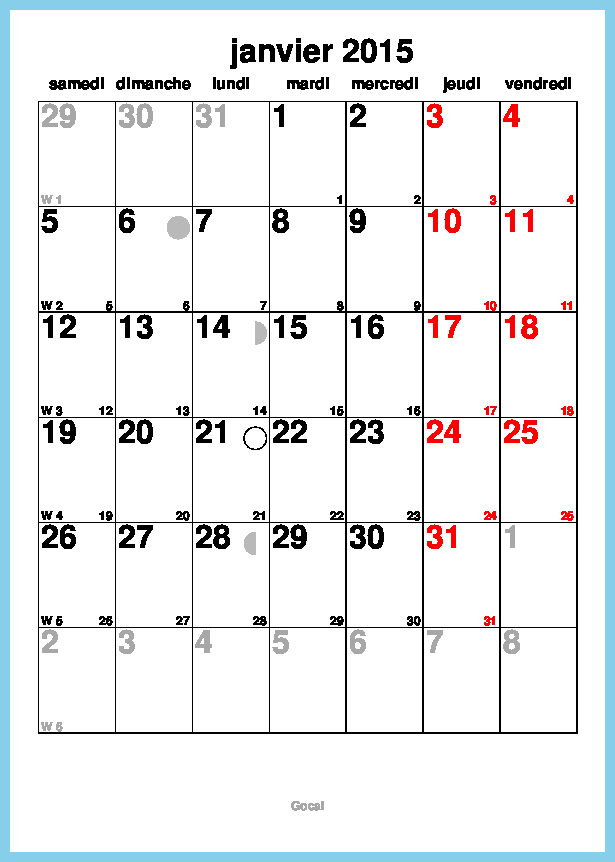 janvier 2015
samedi dimanche lundi mardi mercredi jeudi vendredi
29 30 31 1 2 3 4
W 1 1 2 3 4
5 6 7 8 9 10 11
W 2 5 6 7 8 9 10 11
12 13 14 15 16 17 18
W 3 12 13 14 15 16 17 18
19 20 21 22 23 24 25
W 4 19 20 21 22 23 24 25
26 27 28 29 30 31 1
W 5 26 27 28 29 30 31
2 3 4 5 6 7 8
W 6
Gocal